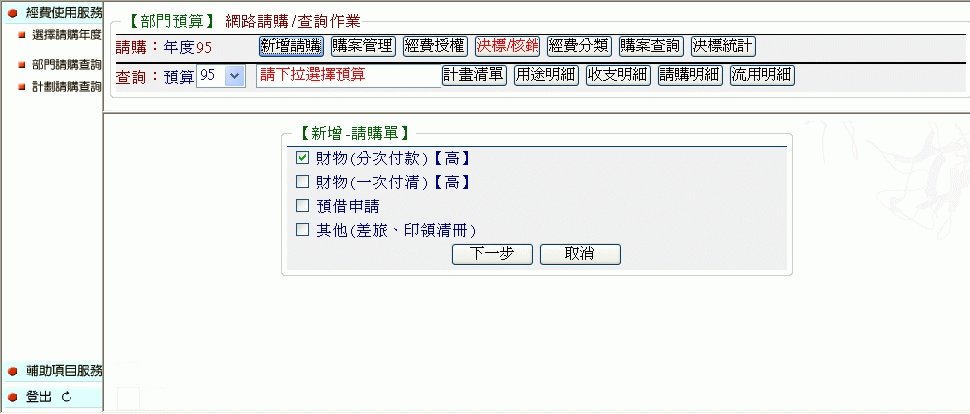 經費使用服務
選擇請購年度
部門請購查詢
計劃請購查詢
輔助項目服務
登出
【部門預算】 網路請購/查詢作業
請購：年度95 新增請購 購案管理 經費授權 決標/核銷 經費分類 購案查詢 決標統計
查詢：預算 95 請下拉選擇預算 計畫清單 用途明細 收支明細 請購明細 流用明細
【新增-請購單】
財物(分次付款)【高】
財物(一次付清)【高】
預借申請
其他(差旅、印領清冊)
下一步 取消